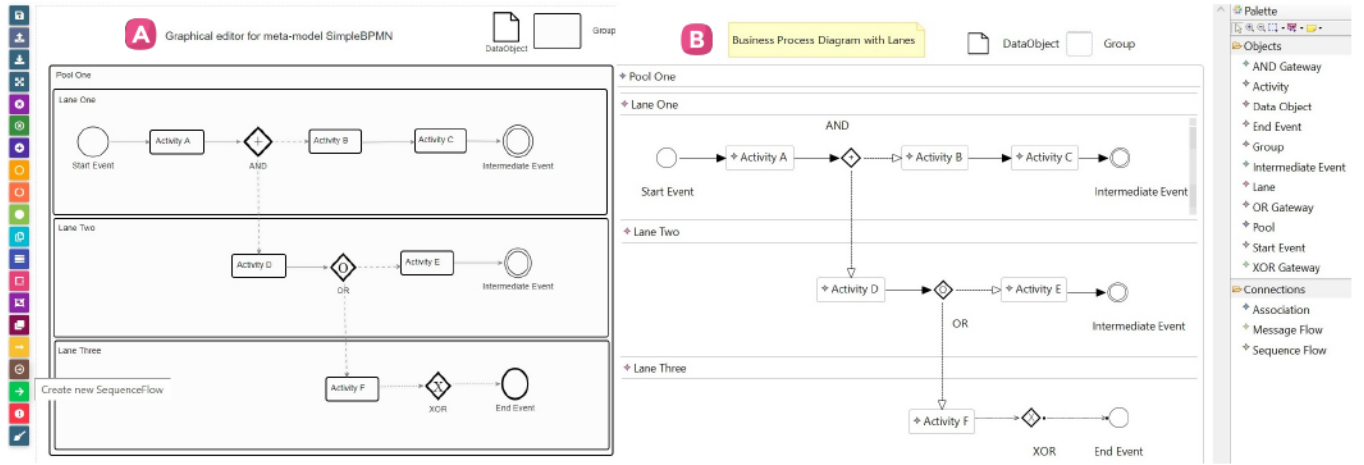 A
Graphical editor for meta-model SimpleBPMN
DataObject
Group
Pool One
Lane One
Start Event
Activity A
+
AND
Activity B
Activity C
Intermediate Event
Lane Two
Activity D
O
OR
Activity E
Intermediate Event
Lane Three
Create new SequenceFlow
Activity F
X
XOR
End Event
B
Business Process Diagram with Lanes
DataObject
Group
Pool One
Lane One
AND
Activity A
Activity B
Activity C
Start Event
Intermediate Event
Lane Two
Activity D
Activity E
OR
Intermediate Event
Lane Three
Activity F
XOR
End Event
Palette
Objects
AND Gateway
Activity
Data Object
End Event
Group
Intermediate Event
Lane
OR Gateway
Pool
Start Event
XOR Gateway
Connections
Association
Message Flow
Sequence Flow